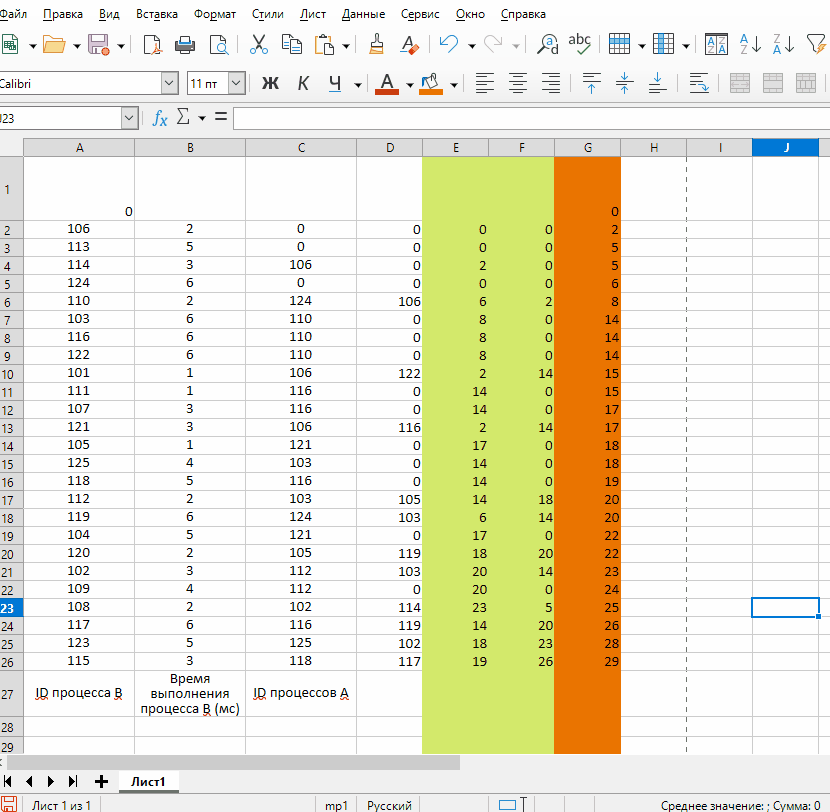 Файл Правка Вид Вставка Формат Стили Лист Данные Сервис Окно Справка
abc A Z A Z Z A
Calibri 11 пт Ж К Ч А
J23 fx Σ =
A B C D E F G H I J
1 0 0
2 106 2 0 0 0 0 2
3 113 5 0 0 0 0 5
4 114 3 106 0 2 0 5
5 124 6 0 0 0 0 6
6 110 2 124 106 6 2 8
7 103 6 110 0 8 0 14
8 116 6 110 0 8 0 14
9 122 6 110 0 8 0 14
10 101 1 106 122 2 14 15
11 111 1 116 0 14 0 15
12 107 3 116 0 14 0 17
13 121 3 106 116 2 14 17
14 105 1 121 0 17 0 18
15 125 4 103 0 14 0 18
16 118 5 116 0 14 0 19
17 112 2 103 105 14 18 20
18 119 6 124 103 6 14 20
19 104 5 121 0 17 0 22
20 120 2 105 119 18 20 22
21 102 3 112 103 20 14 23
22 109 4 112 0 20 0 24
23 108 2 102 114 23 5 25
24 117 6 116 119 14 20 26
25 123 5 125 102 18 23 28
26 115 3 118 117 19 26 29
27 ID процесса B Время выполнения процесса B (мс) ID процессов A
28
29
Лист1
Лист 1 из 1 mp1 Русский Среднее значение: ; Сумма: 0